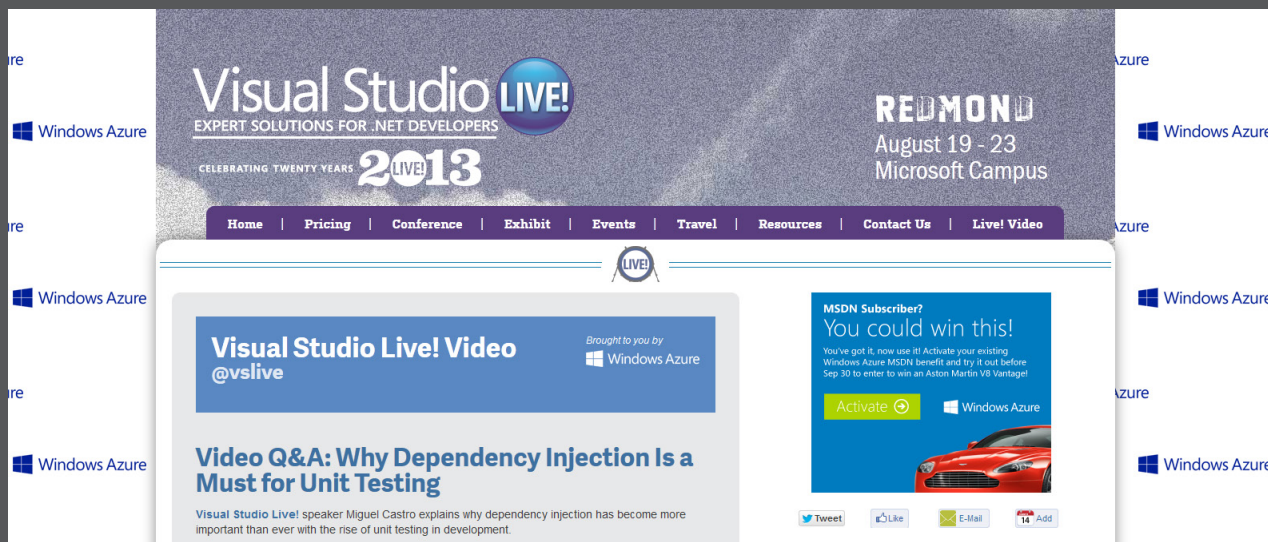 Visual Studio LIVE!
EXPERT SOLUTIONS FOR .NET DEVELOPERS
CELEBRATING TWENTY YEARS 2013 LIVE!
REDMOND
August 19 - 23
Microsoft Campus
Home | Pricing | Conference | Exhibit | Events | Travel | Resources | Contact Us | Live! Video
LIVE!
Visual Studio Live! Video
@vslive
Brought to you by
Windows Azure
Video Q&A: Why Dependency Injection Is a
Must for Unit Testing
Visual Studio Live! speaker Miguel Castro explains why dependency injection has become more
important than ever with the rise of unit testing in development.
MSDN Subscriber?
You could win this!
You've got it, now use it! Activate your existing
Windows Azure MSDN benefit and try it out before
Sep 30 to enter to win an Aston Martin V8 Vantage!
Activate
Windows Azure
Tweet
Like
E-Mail
14 Add
ure
Windows Azure
ure
Windows Azure
ure
Windows Azure
Azure
Windows Azure
Azure
Windows Azure
Azure
Windows Azure